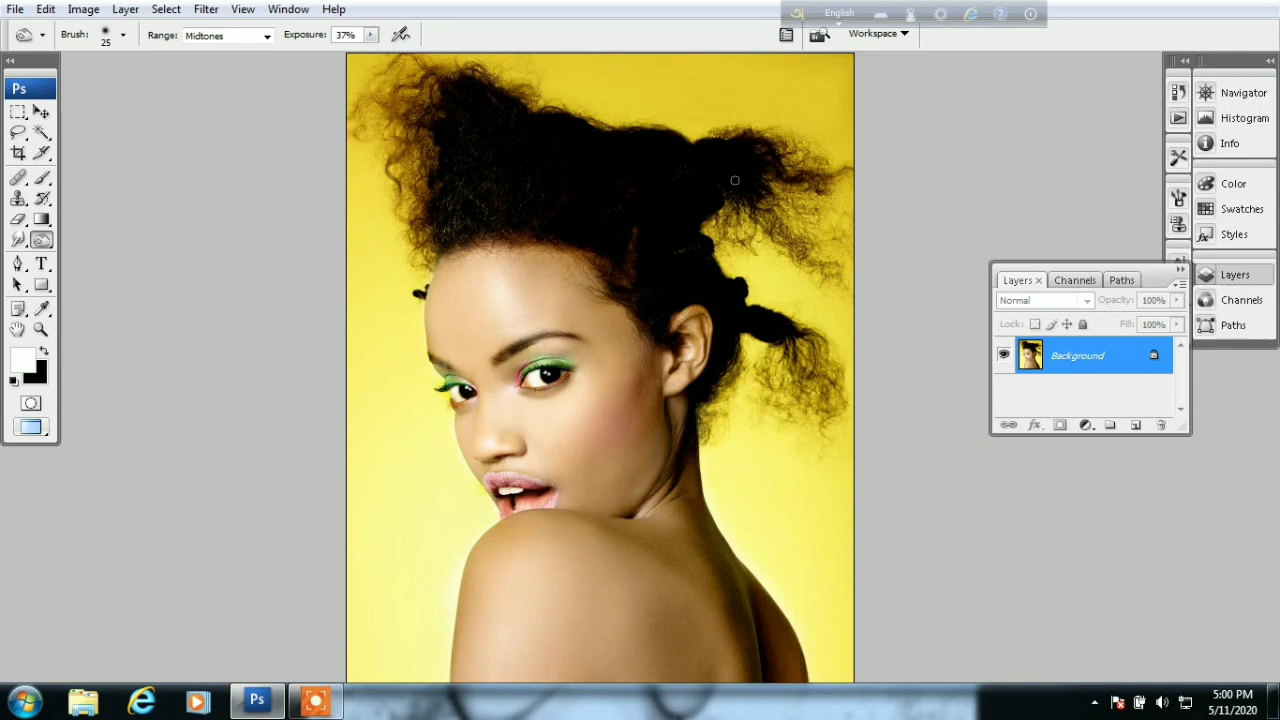 File Edit Image Layer Select Filter View Window Help
English
Brush: 25 Range: Midtones Exposure: 37% Workspace
Ps
Navigator
Histogram
Info
Color
Swatches
Styles
Layers
Channels
Paths
Layers x Channels Paths
Normal Opacity: 100%
Lock: Fill: 100%
Background
Ps
5:00 PM
5/11/2020